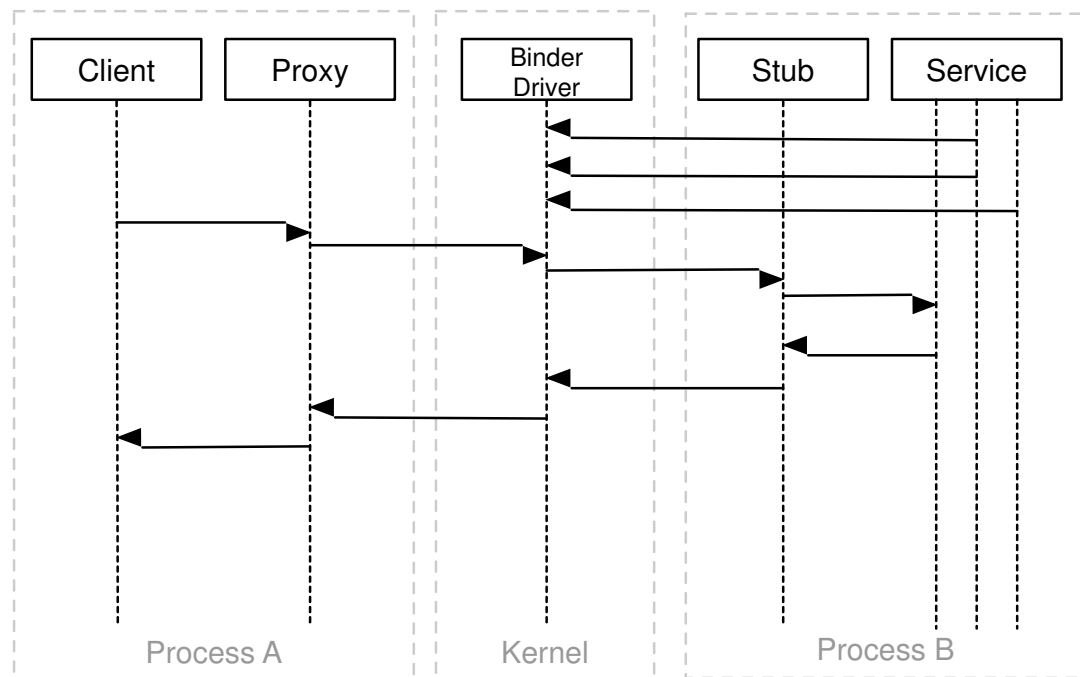 Client
Proxy
Binder
Driver
Stub
Service
Process A
Kernel
Process B